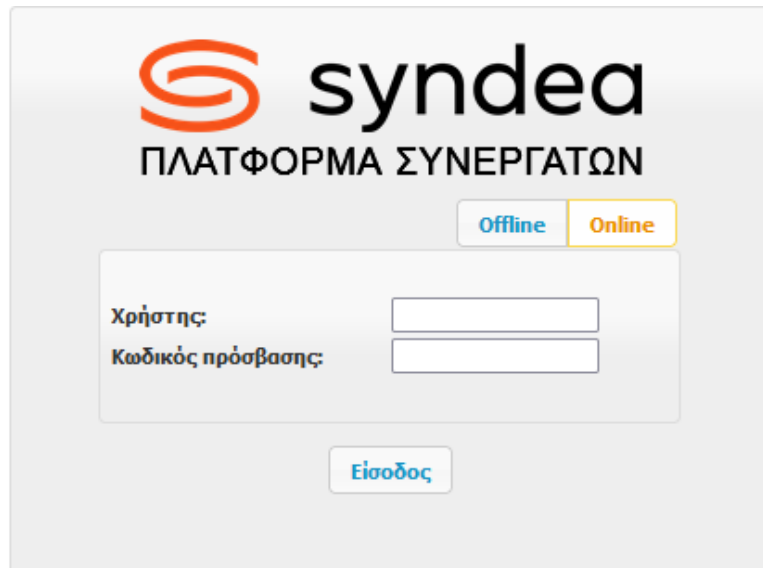 syndea
ΠΛΑΤΦΟΡΜΑ ΣΥΝΕΡΓΑΤΩΝ
Offline Online
Χρήστης:
Κωδικός πρόσβασης:
Είσοδος